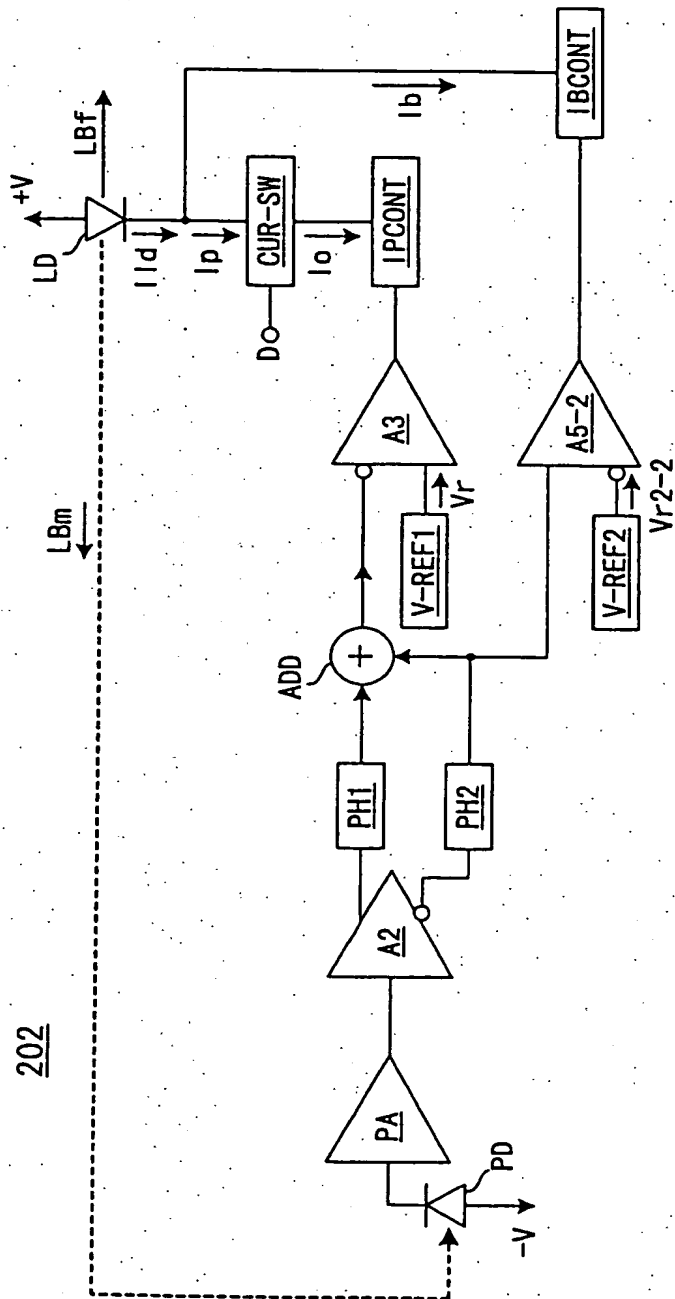 202
LBm
LBf
+V
LD
Ild
Ip
Ib
CUR-SW
D
Io
IPCONT
IBCONT
A3
Vr
V-REF1
ADD
+
A5-2
V-REF2
Vr2-2
PH1
PH2
A2
PA
PD
-V